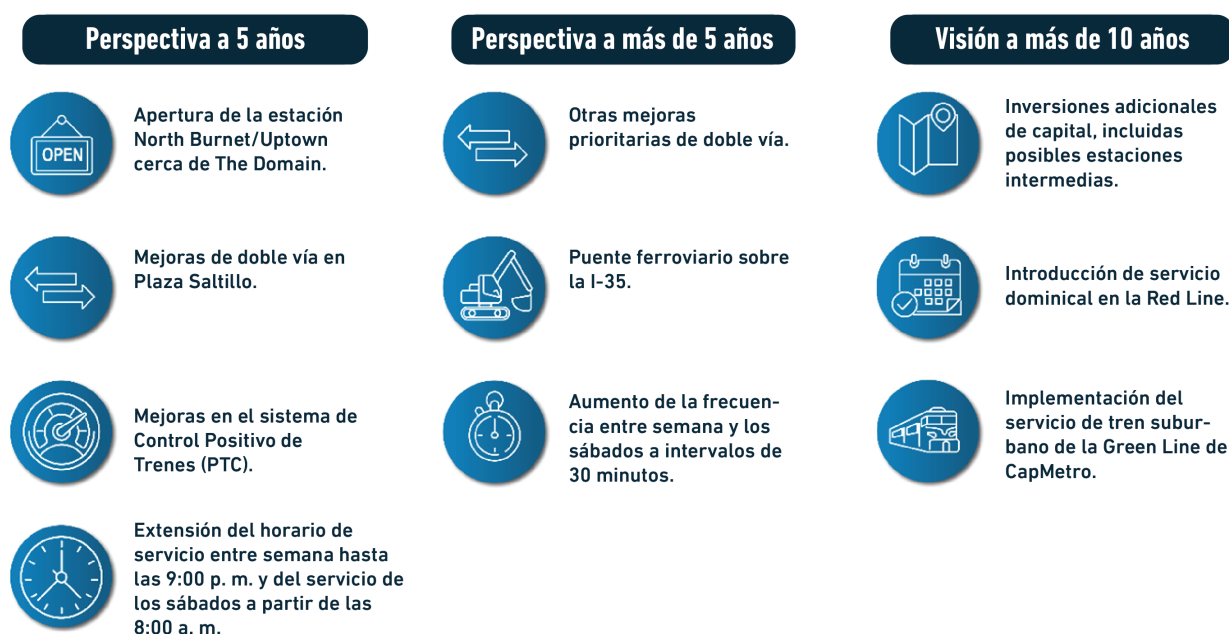 Perspectiva a 5 años
OPEN
Apertura de la estación
North Burnet/Uptown
cerca de The Domain.
Mejoras de doble vía en
Plaza Saltillo.
Mejoras en el sistema de
Control Positivo de
Trenes (PTC).
Extensión del horario de
servicio entre semana hasta
las 9:00 p. m. y del servicio de
los sábados a partir de las
8:00 a. m.
Perspectiva a más de 5 años
Otras mejoras
prioritarias de doble vía.
Puente ferroviario sobre
la I-35.
Aumento de la frecuen-
cia entre semana y los
sábados a intervalos de
30 minutos.
Visión a más de 10 años
Inversiones adicionales
de capital, incluidas
posibles estaciones
intermedias.
Introducción de servicio
dominical en la Red Line.
Implementación del
servicio de tren subur-
bano de la Green Line de
CapMetro.